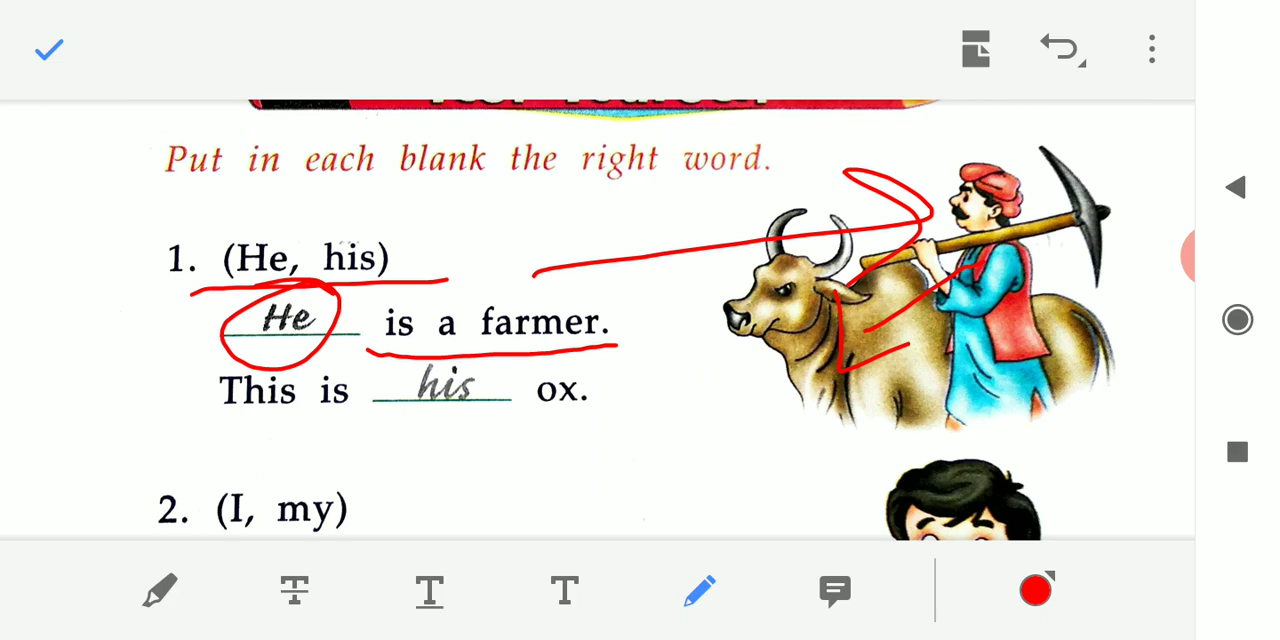 Put in each blank the right word.
1. (He, his)
He is a farmer.
This is his ox.
2. (I, my)